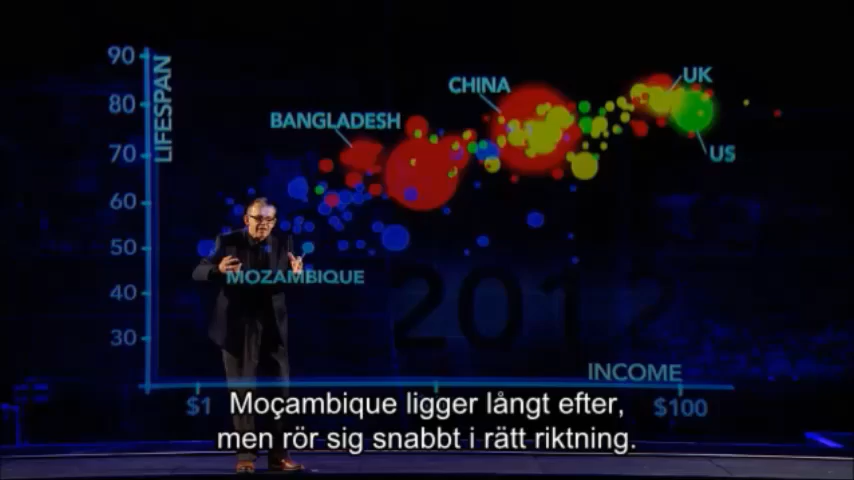 90
LIFESPAN
80
70
60
50
40
30
CHINA
UK
BANGLADESH
US
MOZAMBIQUE
2012
INCOME
$1
$100
Moçambique ligger långt efter,
men rör sig snabbt i rätt riktning.